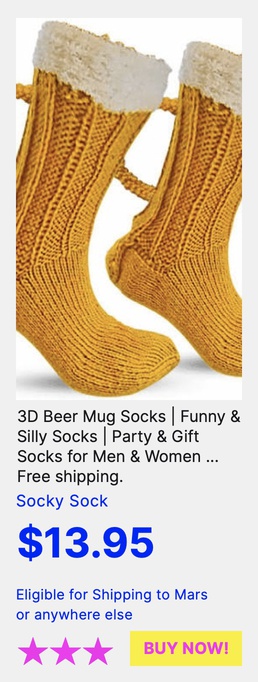 3D Beer Mug Socks | Funny &
Silly Socks | Party & Gift
Socks for Men & Women ...
Free shipping.
Socky Sock
$13.95
Eligible for Shipping to Mars
or anywhere else
BUY NOW!